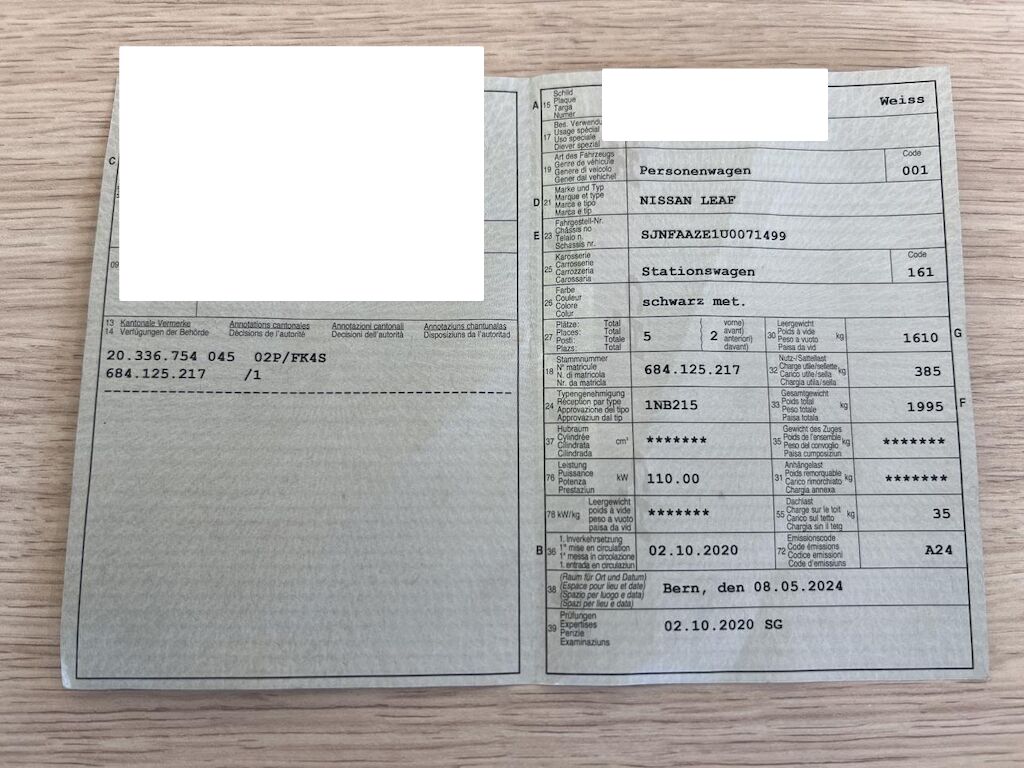 C
09
13 Kantonale Vermerke Annotations cantonales Annotazioni cantonali Annotaziuns chantunalas
14 Verfügungen der Behörde Décisions de l'autorité Decisioni dell'autorità Disposiziuns da l'autoritad
20.336.754 045 02P/FK4S
684.125.217 /1
A 15 Schild
Plaque
Targa
Numer
Weiss
17 Bes. Verwendu
Usage spécial
Uso speciale
Diever spezial
19 Art des Fahrzeugs
Genre de véhicule
Genere di veicolo
Gener dal vehichel
Personenwagen
Code
001
D 21 Marke und Typ
Marque et type
Marca e tipo
Marca e tip
NISSAN LEAF
E 23 Fahrgestell-Nr.
Châssis no
Telaio n.
Schassis nr.
SJNFAAZE1U0071499
25 Karosserie
Carrosserie
Carrozzeria
Carossaria
Stationswagen
Code
161
26 Farbe
Couleur
Colore
Colur
schwarz met.
27 Plätze: Total
Places: Total
Posti: Totale
Plazs: Total
5
2
vorne)
avant)
anteriori)
davant)
30 Leergewicht
Poids à vide
Peso a vuoto
Paisa da vid
kg
1610
G
18 Stammnummer
N° matricule
N. di matricola
Nr. da matricla
684.125.217
32 Nutz-/Sattellast
Charge utile/sellette
Carico utile/sella
Chargia utila/sella
kg
385
24 Typengenehmigung
Réception par type
Approvazione del tipo
Approvaziun dal tip
1NB215
33 Gesamtgewicht
Poids total
Peso totale
Paisa totala
kg
1995
F
37 Hubraum
Cylindrée
Cilindrata
Cilindrada
cm³
*******
35 Gewicht des Zuges
Poids de l'ensemble
Peso del convoglio
Paisa cumposiziun
kg
*******
76 Leistung
Puissance
Potenza
Prestaziun
kW
110.00
31 Anhängelast
Poids remorquable
Carico rimorchiato
Chargia annexa
kg
*******
78 kW/kg
Leergewicht
poids à vide
peso a vuoto
paisa da vid
*******
55 Dachlast
Charge sur le toit
Carico sul tetto
Chargia sin il tetg
kg
35
B 36 1. Inverkehrsetzung
1re mise en circulation
1a messa in circolazione
1. entrada en circulaziun
02.10.2020
72 Emissionscode
Code émissions
Codice emissioni
Code d'emissiuns
A24
38 (Raum für Ort und Datum)
(Espace pour lieu et date)
(Spazio per luogo e data)
(Spazi per lieu e data)
Bern, den 08.05.2024
39 Prüfungen
Expertises
Perizie
Examinaziuns
02.10.2020 SG